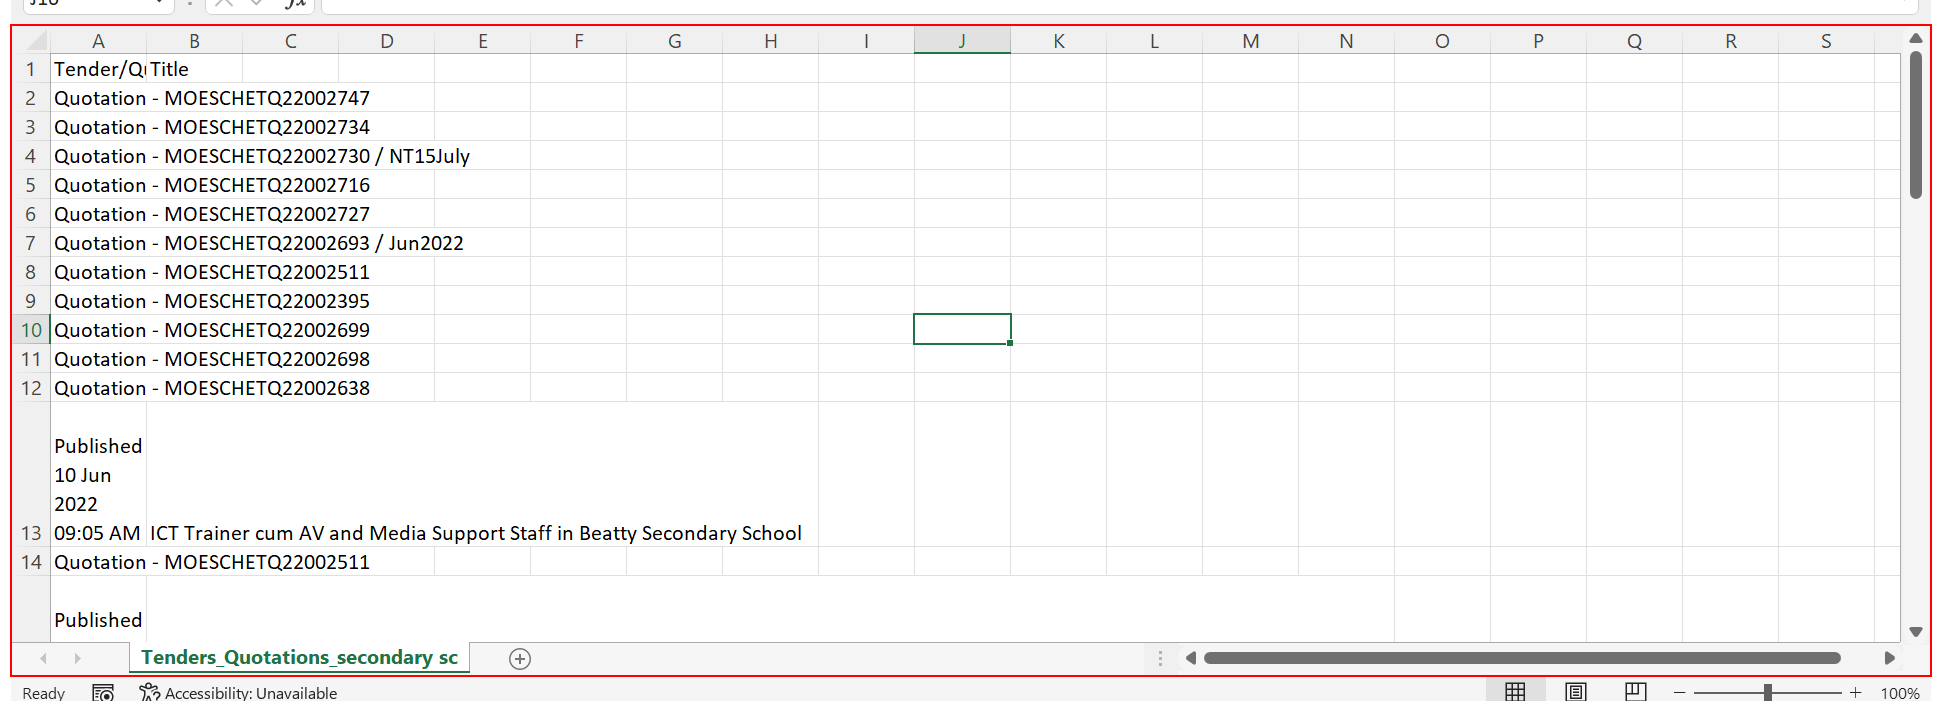 J10
fx
A B C D E F G H I J K L M N O P Q R S
1 Tender/Qu Title
2 Quotation - MOESCHETQ22002747
3 Quotation - MOESCHETQ22002734
4 Quotation - MOESCHETQ22002730 / NT15July
5 Quotation - MOESCHETQ22002716
6 Quotation - MOESCHETQ22002727
7 Quotation - MOESCHETQ22002693 / Jun2022
8 Quotation - MOESCHETQ22002511
9 Quotation - MOESCHETQ22002395
10 Quotation - MOESCHETQ22002699
11 Quotation - MOESCHETQ22002698
12 Quotation - MOESCHETQ22002638
Published
10 Jun
2022
13 09:05 AM ICT Trainer cum AV and Media Support Staff in Beatty Secondary School
14 Quotation - MOESCHETQ22002511
Published
Tenders_Quotations_secondary sc
Ready Accessibility: Unavailable 100%